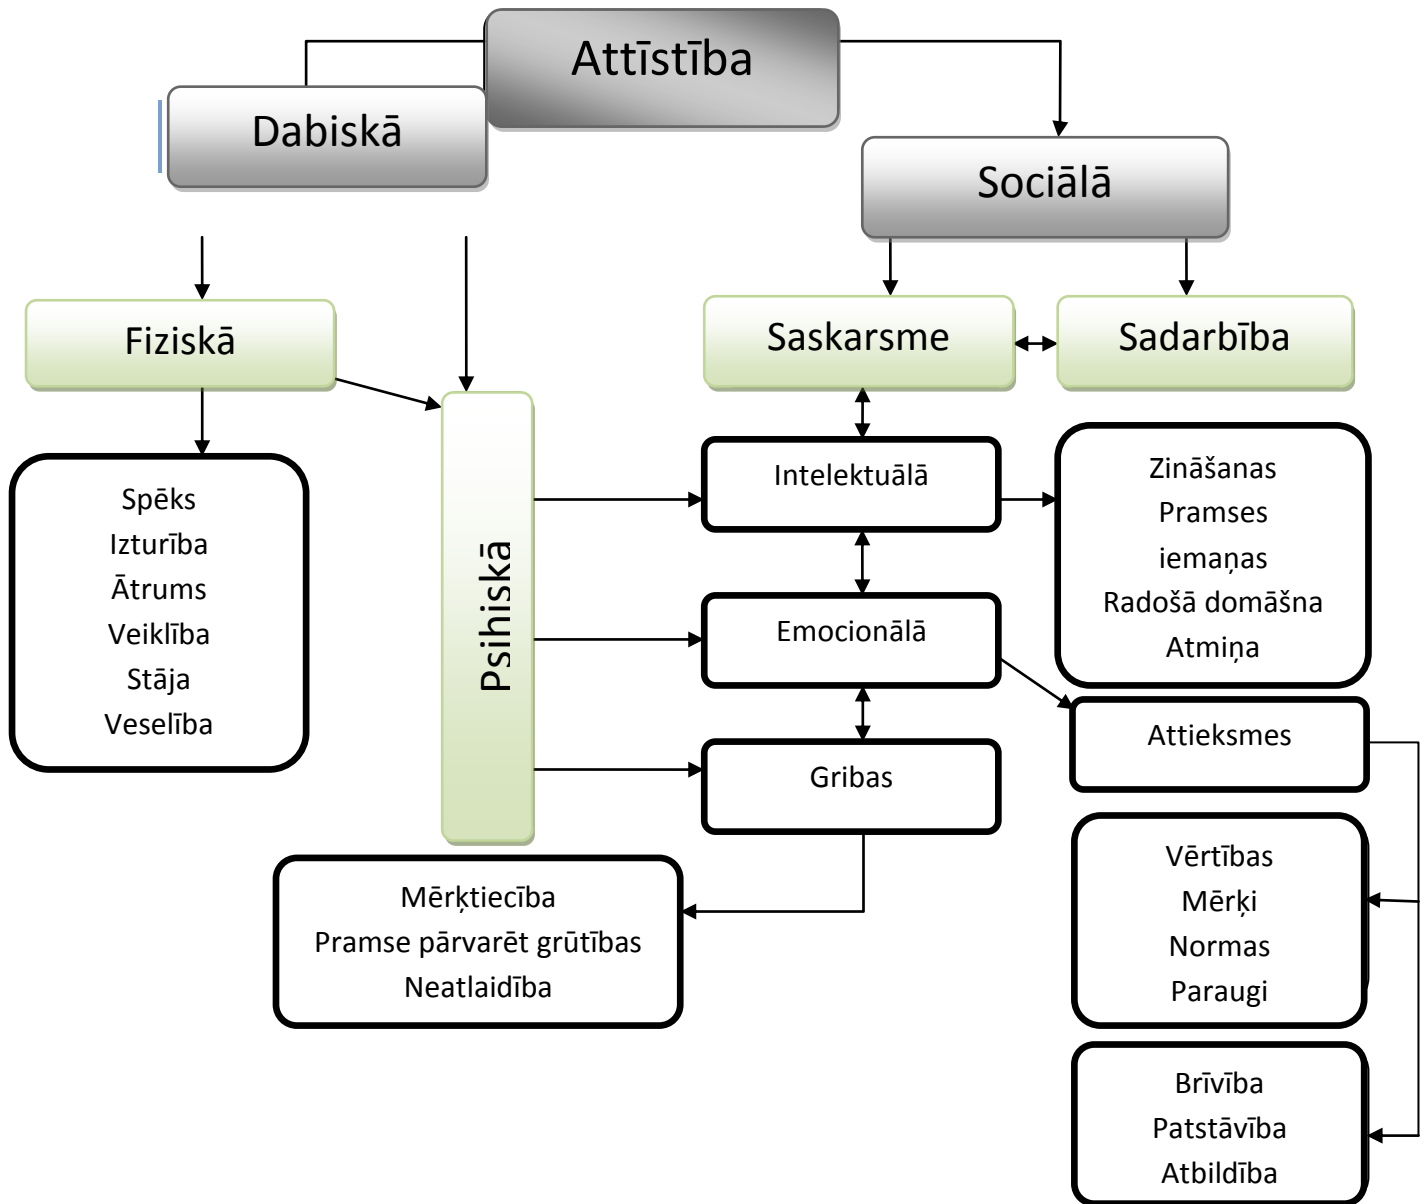 Attīstība
Dabiskā
Sociālā
Fiziskā
Saskarsme
Sadarbība
Psihiskā
Spēks
Izturība
Ātrums
Veiklība
Stāja
Veselība
Intelektuālā
Zināšanas
Pramses
iemaņas
Radošā domāšna
Atmiņa
Emocionālā
Attieksmes
Gribas
Vērtības
Mērķi
Normas
Paraugi
Mērķtiecība
Pramse pārvarēt grūtības
Neatlaidība
Brīvība
Patstāvība
Atbildība